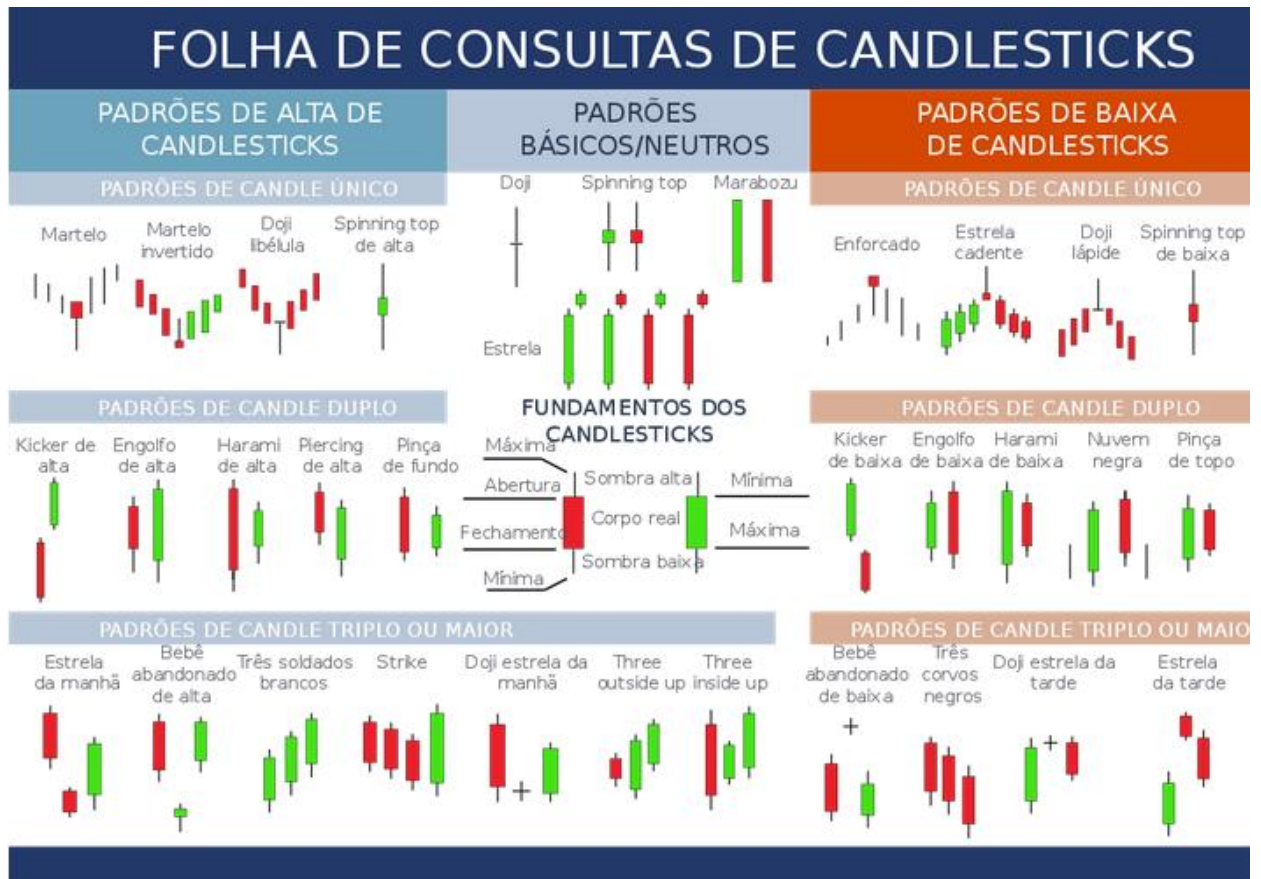 FOLHA DE CONSULTAS DE CANDLESTICKS
PADRÕES DE ALTA DE
CANDLESTICKS
PADRÕES DE CANDLE ÚNICO
Martelo
Martelo
invertido
Doji
libélula
Spinning top
de alta
PADRÕES DE CANDLE DUPLO
Kicker de
alta
Engolfo
de alta
Harami
de alta
Piercing
de alta
Pinça
de fundo
PADRÕES
BÁSICOS/NEUTROS
Doji
Spinning top
Marabozu
Estrela
FUNDAMENTOS DOS
CANDLESTICKS
Máxima
Abertura
Fechamento
Mínima
Sombra alta
Corpo real
Sombra baixa
Mínima
Máxima
PADRÕES DE BAIXA
DE CANDLESTICKS
PADRÕES DE CANDLE ÚNICO
Enforcado
Estrela
cadente
Doji
lápide
Spinning top
de baixa
PADRÕES DE CANDLE DUPLO
Kicker
de baixa
Engolfo
de baixa
Harami
de baixa
Nuvem
negra
Pinça
de topo
PADRÕES DE CANDLE TRIPLO OU MAIOR
Estrela
da manhã
Bebê
abandonado
de alta
Três soldados
brancos
Strike
Doji estrela da
manhã
Three
outside up
Three
inside up
PADRÕES DE CANDLE TRIPLO OU MAIO
Bebê
abandonado
de baixa
Três
corvos
negros
Doji estrela da
tarde
Estrela
da tarde